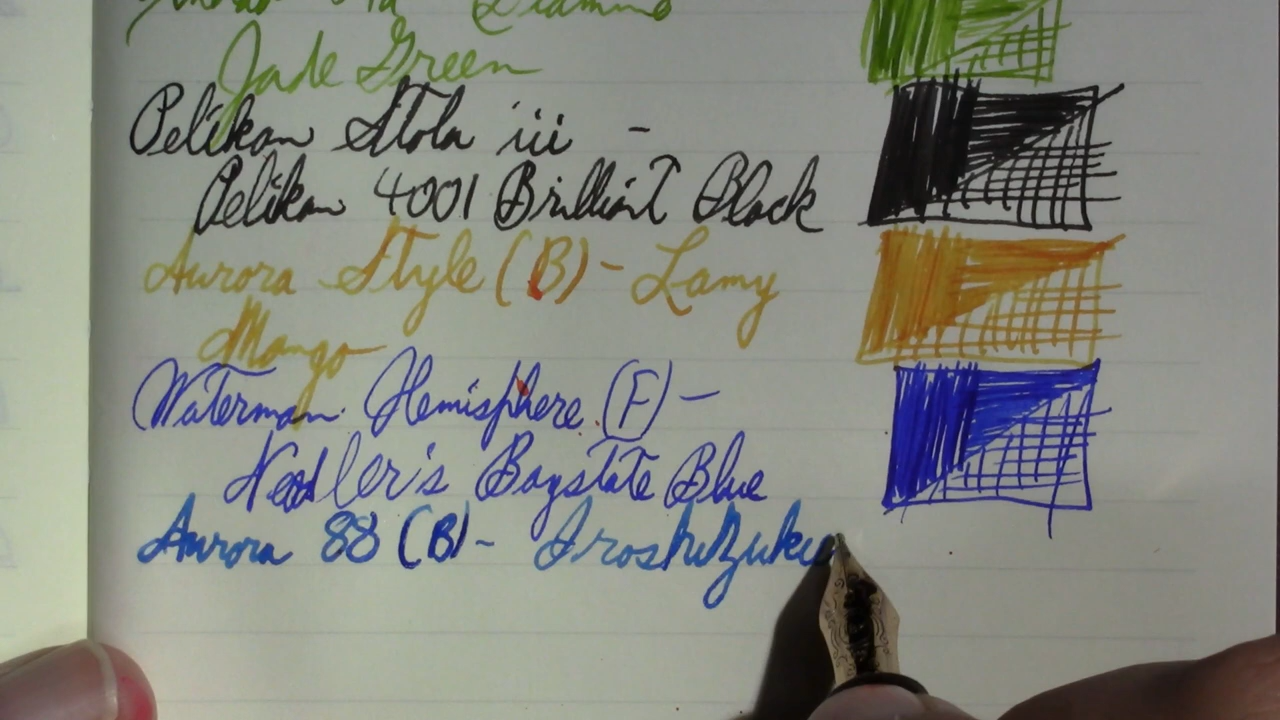 Diamine
Jade Green
Pelikan Stola iii -
Pelikan 4001 Brilliant Black
Aurora Style (B) - Lamy
Mango
Waterman Hemisphere (F) -
Noodler's Baystate Blue
Aurora 88 (B) - Iroshizuku